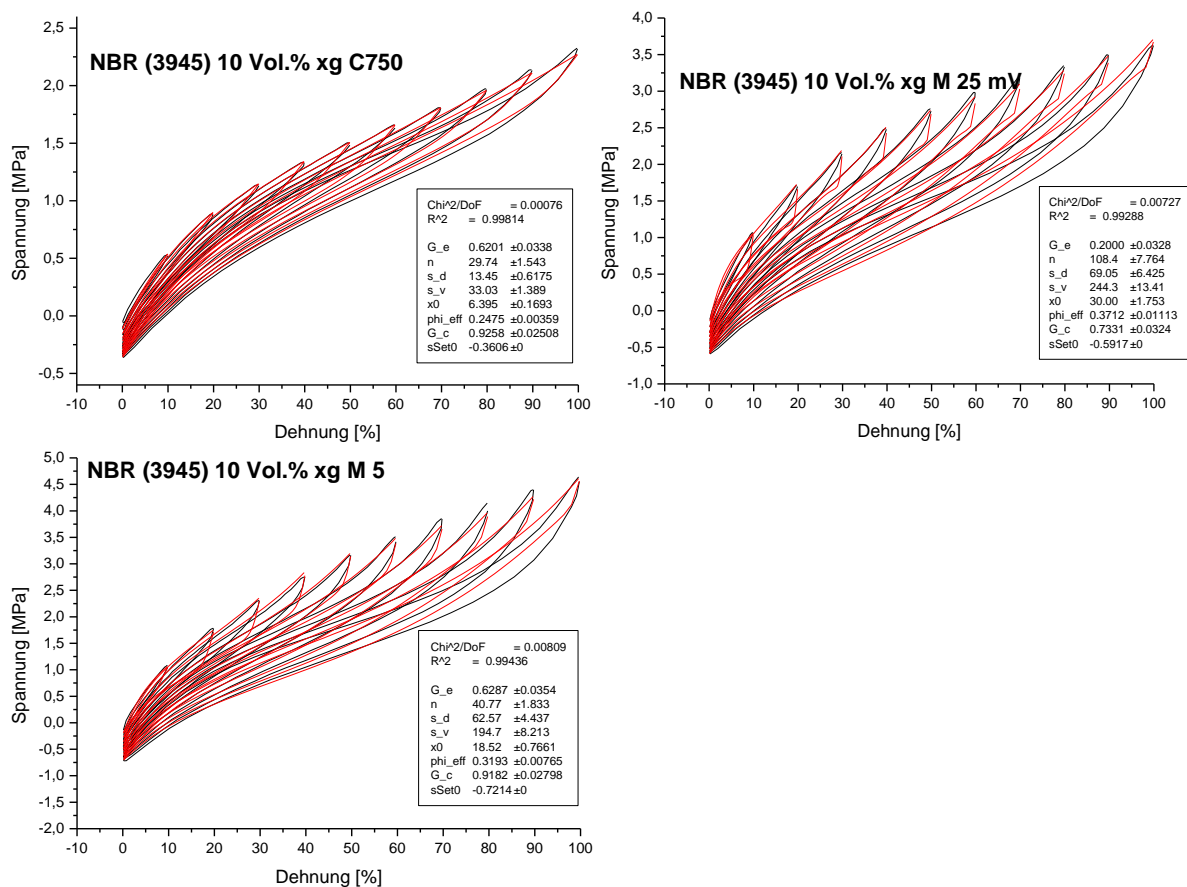 NBR (3945) 10 Vol.% xg C750
2,5
2,0
1,5
1,0
0,5
0,0
-0,5
Spannung [MPa]
-10 0 10 20 30 40 50 60 70 80 90 100
Dehnung [%]
Chi^2/DoF = 0.00076
R^2 = 0.99814
G_e 0.6201 ±0.0338
n 29.74 ±1.543
s_d 13.45 ±0.6175
s_v 33.03 ±1.389
x0 6.395 ±0.1693
phi_eff 0.2475 ±0.00359
G_c 0.9258 ±0.02508
sSet0 -0.3606 ±0
NBR (3945) 10 Vol.% xg M 25 mV
4,0
3,5
3,0
2,5
2,0
1,5
1,0
0,5
0,0
-0,5
-1,0
Spannung [MPa]
-10 0 10 20 30 40 50 60 70 80 90 100
Dehnung [%]
Chi^2/DoF = 0.00727
R^2 = 0.99288
G_e 0.2000 ±0.0328
n 108.4 ±7.764
s_d 69.05 ±6.425
s_v 244.3 ±13.41
x0 30.00 ±1.753
phi_eff 0.3712 ±0.01113
G_c 0.7331 ±0.0324
sSet0 -0.5917 ±0
NBR (3945) 10 Vol.% xg M 5
5,0
4,5
4,0
3,5
3,0
2,5
2,0
1,5
1,0
0,5
0,0
-0,5
-1,0
-1,5
-2,0
Spannung [MPa]
-10 0 10 20 30 40 50 60 70 80 90 100
Dehnung [%]
Chi^2/DoF = 0.00809
R^2 = 0.99436
G_e 0.6287 ±0.0354
n 40.77 ±1.833
s_d 62.57 ±4.437
s_v 194.7 ±8.213
x0 18.52 ±0.7661
phi_eff 0.3193 ±0.00765
G_c 0.9182 ±0.02798
sSet0 -0.7214 ±0